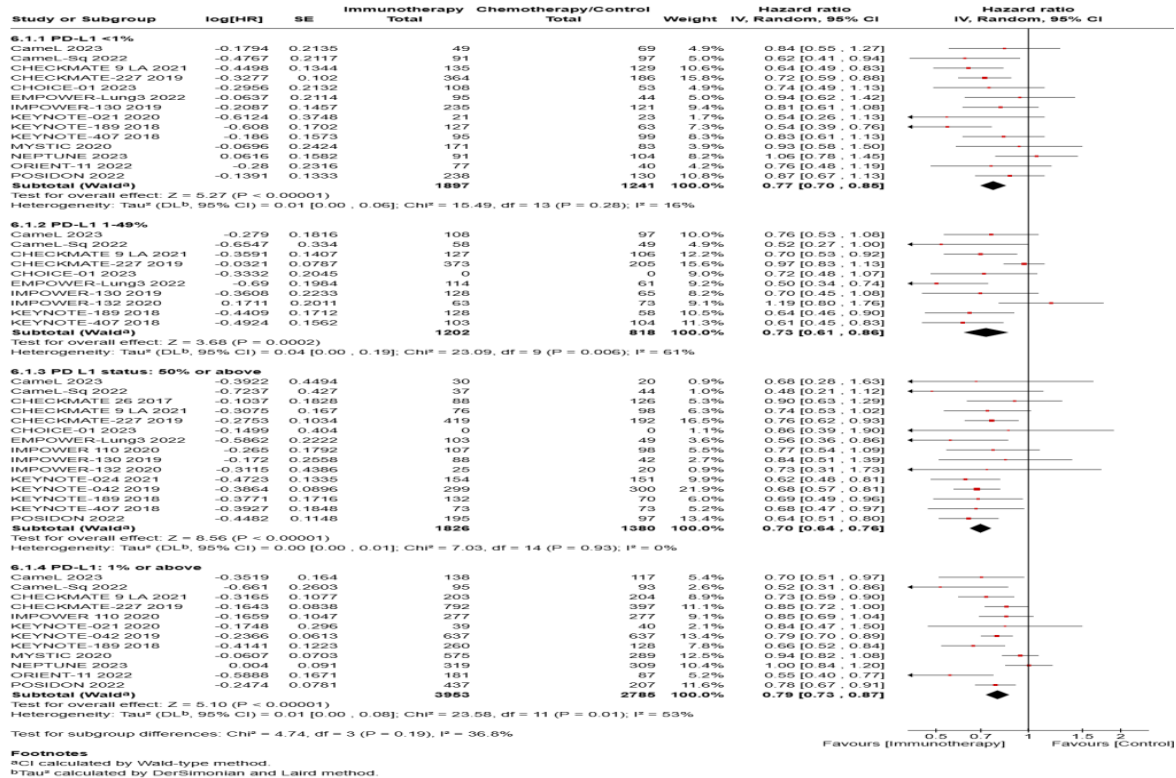 Immunotherapy Chemotherapy/Control Hazard ratio Hazard ratio
Study or Subgroup log[HR] SE Total Total Weight IV, Random, 95% CI IV, Random, 95% CI
6.1.1 PD-L1 <1%
CameL 2023 -0.1794 0.2135 49 69 4.9% 0.84 [0.55 , 1.27]
CameL-Sq 2022 -0.4767 0.2117 91 97 5.0% 0.62 [0.41 , 0.94]
CHECKMATE 9 LA 2021 -0.4498 0.1344 135 129 10.6% 0.64 [0.49 , 0.83]
CHECKMATE-227 2019 -0.3277 0.102 364 186 15.9% 0.72 [0.59 , 0.88]
CHOICE-01 2023 -0.2956 0.2132 108 53 4.9% 0.74 [0.49 , 1.13]
EMPOWER-Lung3 2022 -0.0637 0.2114 95 44 5.0% 0.94 [0.62 , 1.42]
IMPOWER-130 2019 -0.2087 0.1457 235 121 9.3% 0.81 [0.61 , 1.08]
KEYNOTE-021 2020 -0.6124 0.3748 21 23 1.7% 0.54 [0.26 , 1.13]
KEYNOTE-189 2018 -0.608 0.1702 127 63 7.2% 0.54 [0.39 , 0.76]
KEYNOTE-407 2018 -0.186 0.1573 95 99 8.3% 0.83 [0.61 , 1.13]
MYSTIC 2020 -0.0696 0.2424 171 83 3.9% 0.93 [0.58 , 1.50]
NEPTUNE 2023 0.0616 0.1582 91 104 8.2% 1.06 [0.78 , 1.45]
ORIENT-11 2022 -0.28 0.2316 77 40 4.2% 0.76 [0.48 , 1.19]
POSIDON 2022 -0.1391 0.1333 238 130 10.8% 0.87 [0.67 , 1.13]
Subtotal (Waldᵃ) 1897 1241 100.0% 0.77 [0.70 , 0.85]
Test for overall effect: Z = 5.27 (P < 0.00001)
Heterogeneity: Tau² (DLᵇ, 95% CI) = 0.01 [0.00 , 0.06]; Chi² = 15.49, df = 13 (P = 0.28); I² = 16%
6.1.2 PD-L1 1-49%
CameL 2023 -0.279 0.1816 108 97 10.0% 0.76 [0.53 , 1.08]
CameL-Sq 2022 -0.6547 0.334 58 49 4.9% 0.52 [0.27 , 1.00]
CHECKMATE 9 LA 2021 -0.3591 0.1407 127 106 12.3% 0.70 [0.53 , 0.92]
CHECKMATE-227 2019 -0.0321 0.0787 373 205 15.9% 0.97 [0.83 , 1.13]
CHOICE-01 2023 -0.3332 0.2045 0 0 9.0% 0.72 [0.48 , 1.07]
EMPOWER-Lung3 2022 -0.69 0.1984 114 61 9.2% 0.50 [0.34 , 0.74]
IMPOWER-130 2019 -0.3608 0.2233 128 65 8.2% 0.70 [0.45 , 1.08]
IMPOWER-132 2020 0.1711 0.2011 63 73 9.1% 1.19 [0.80 , 1.76]
KEYNOTE-189 2018 -0.4409 0.1712 128 58 10.6% 0.64 [0.46 , 0.90]
KEYNOTE-407 2018 -0.4924 0.1562 103 104 11.3% 0.61 [0.45 , 0.83]
Subtotal (Waldᵃ) 1202 818 100.0% 0.73 [0.61 , 0.86]
Test for overall effect: Z = 3.68 (P = 0.0002)
Heterogeneity: Tau² (DLᵇ, 95% CI) = 0.04 [0.00 , 0.19]; Chi² = 23.09, df = 9 (P = 0.006); I² = 61%
6.1.3 PD L1 status: 50% or above
CameL 2023 -0.3922 0.4494 30 20 0.9% 0.68 [0.28 , 1.63]
CameL-Sq 2022 -0.7237 0.427 37 44 1.0% 0.48 [0.21 , 1.12]
CHECKMATE 26 2017 -0.1037 0.1828 88 126 5.3% 0.90 [0.63 , 1.29]
CHECKMATE 9 LA 2021 -0.3075 0.167 76 98 6.3% 0.74 [0.53 , 1.02]
CHECKMATE-227 2019 -0.2753 0.1034 419 192 16.5% 0.76 [0.62 , 0.93]
CHOICE-01 2023 -0.1499 0.404 0 0 1.1% 0.86 [0.39 , 1.90]
EMPOWER-Lung3 2022 -0.5862 0.2222 103 49 3.6% 0.56 [0.36 , 0.86]
IMPOWER 110 2020 -0.265 0.1792 107 98 5.5% 0.77 [0.54 , 1.09]
IMPOWER-130 2019 -0.172 0.2558 88 42 2.7% 0.84 [0.51 , 1.39]
IMPOWER-132 2020 -0.3115 0.4386 25 20 0.9% 0.73 [0.31 , 1.73]
KEYNOTE-024 2021 -0.4723 0.1335 154 151 9.9% 0.62 [0.48 , 0.81]
KEYNOTE-042 2019 -0.3864 0.0896 299 300 21.9% 0.68 [0.57 , 0.81]
KEYNOTE-189 2018 -0.3771 0.1716 132 70 6.0% 0.69 [0.49 , 0.96]
KEYNOTE-407 2018 -0.3927 0.1848 73 73 5.2% 0.68 [0.47 , 0.97]
POSIDON 2022 -0.4482 0.1148 195 97 13.4% 0.64 [0.51 , 0.80]
Subtotal (Waldᵃ) 1826 1380 100.0% 0.70 [0.64 , 0.76]
Test for overall effect: Z = 8.56 (P < 0.00001)
Heterogeneity: Tau² (DLᵇ, 95% CI) = 0.00 [0.00 , 0.01]; Chi² = 7.03, df = 14 (P = 0.93); I² = 0%
6.1.4 PD-L1: 1% or above
CameL 2023 -0.3519 0.164 138 117 5.4% 0.70 [0.51 , 0.97]
CameL-Sq 2022 -0.661 0.2603 95 93 2.6% 0.52 [0.31 , 0.86]
CHECKMATE 9 LA 2021 -0.3165 0.1077 203 204 8.9% 0.73 [0.59 , 0.90]
CHECKMATE-227 2019 -0.1643 0.0838 792 397 11.1% 0.85 [0.72 , 1.00]
IMPOWER 110 2020 -0.1659 0.1047 277 277 9.1% 0.85 [0.69 , 1.04]
KEYNOTE-021 2020 -0.1748 0.296 39 40 2.1% 0.84 [0.47 , 1.50]
KEYNOTE-042 2019 -0.2366 0.0613 637 637 13.4% 0.79 [0.70 , 0.89]
KEYNOTE-189 2018 -0.4141 0.1223 260 128 7.8% 0.66 [0.52 , 0.84]
MYSTIC 2020 -0.0607 0.0703 575 289 12.5% 0.94 [0.82 , 1.08]
NEPTUNE 2023 0.004 0.091 319 309 10.4% 1.00 [0.84 , 1.20]
ORIENT-11 2022 -0.5888 0.1671 181 87 5.2% 0.55 [0.40 , 0.77]
POSIDON 2022 -0.2474 0.0781 437 207 11.6% 0.78 [0.67 , 0.91]
Subtotal (Waldᵃ) 3953 2785 100.0% 0.79 [0.73 , 0.87]
Test for overall effect: Z = 5.10 (P < 0.00001)
Heterogeneity: Tau² (DLᵇ, 95% CI) = 0.01 [0.00 , 0.08]; Chi² = 23.58, df = 11 (P = 0.01); I² = 53%
Test for subgroup differences: Chi² = 4.74, df = 3 (P = 0.19), I² = 36.8%
0.5 0.7 1 1.5 2
Favours [Immunotherapy] Favours [Control]
Footnotes
ᵃCI calculated by Wald-type method.
ᵇTau² calculated by DerSimonian and Laird method.